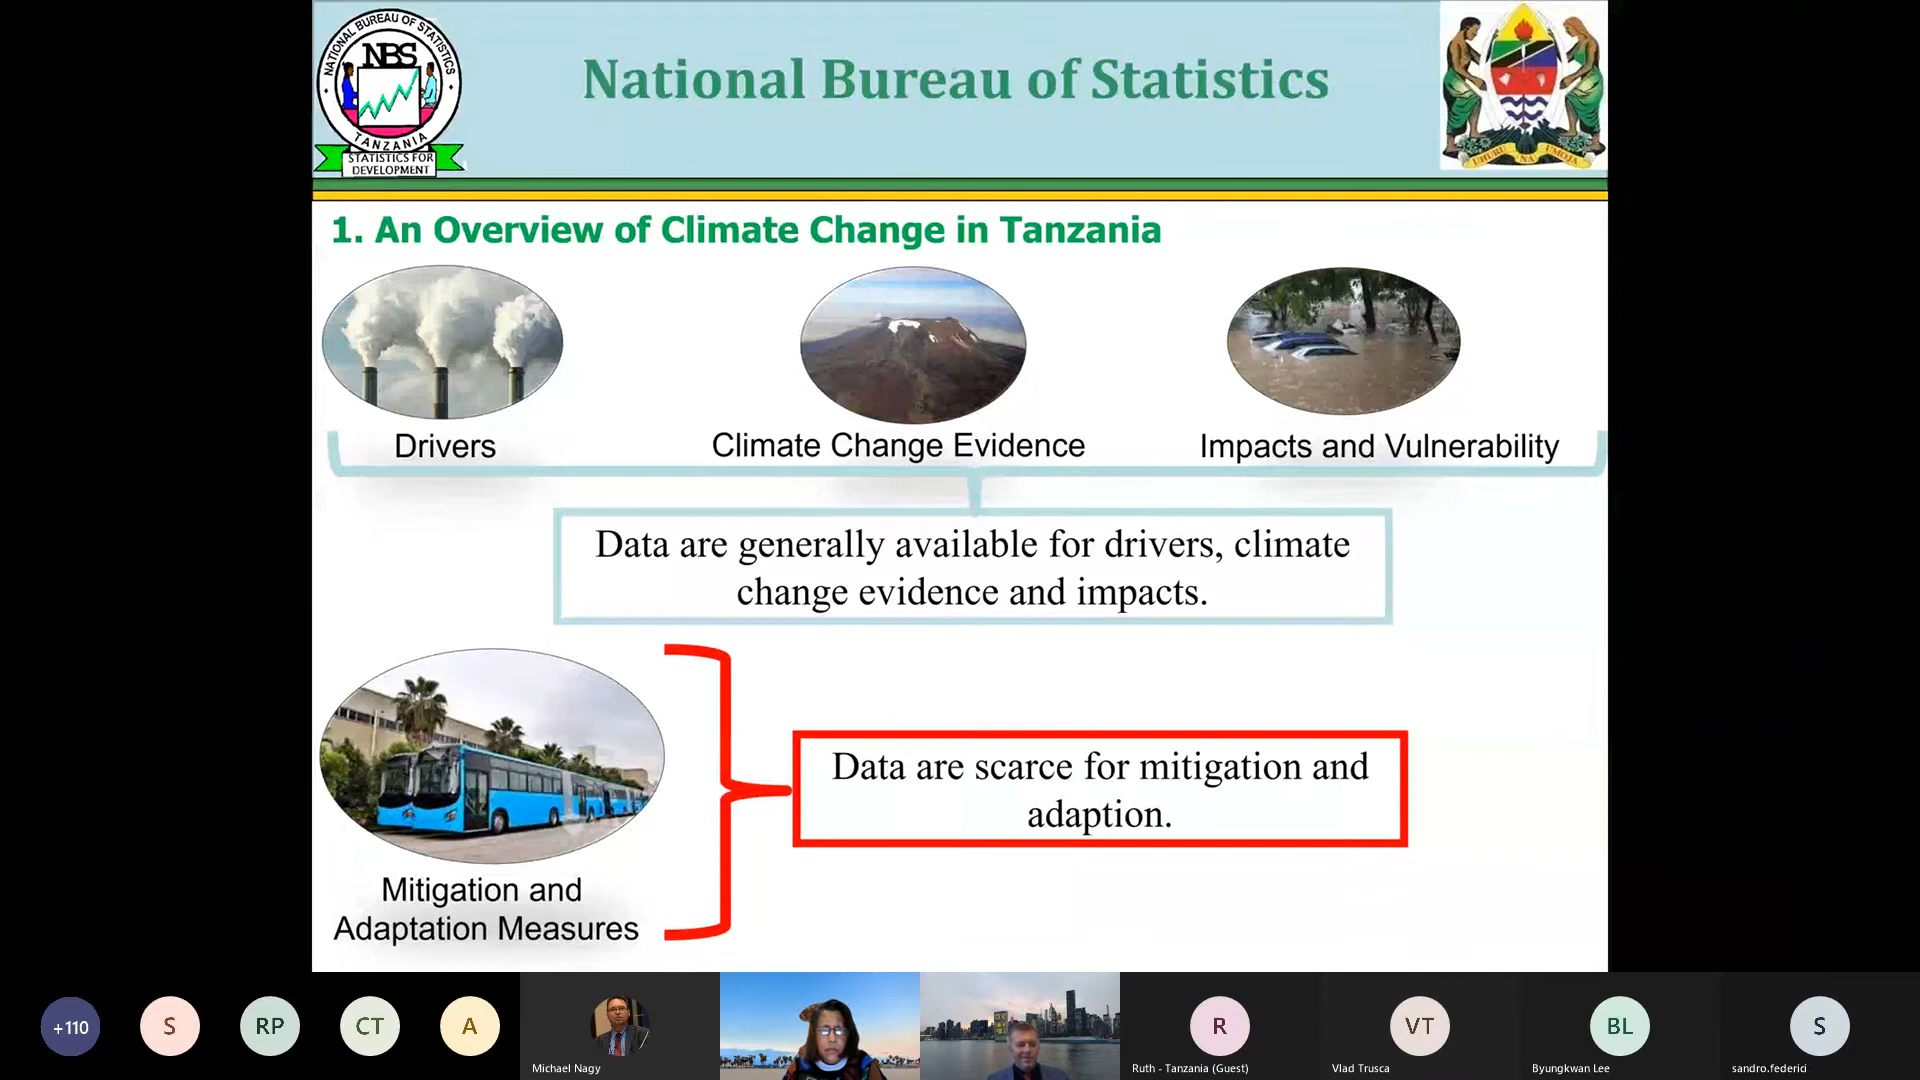 NATIONAL BUREAU OF STATISTICS
NBS
TANZANIA
STATISTICS FOR
DEVELOPMENT
National Bureau of Statistics
UHURU NA UMOJA
1. An Overview of Climate Change in Tanzania
Drivers
Climate Change Evidence
Impacts and Vulnerability
Data are generally available for drivers, climate
change evidence and impacts.
Data are scarce for mitigation and
adaption.
Mitigation and
Adaptation Measures
+110
S
RP
CT
A
Michael Nagy
R
Ruth - Tanzania (Guest)
VT
Vlad Trusca
BL
Byungkwan Lee
S
sandro.federici